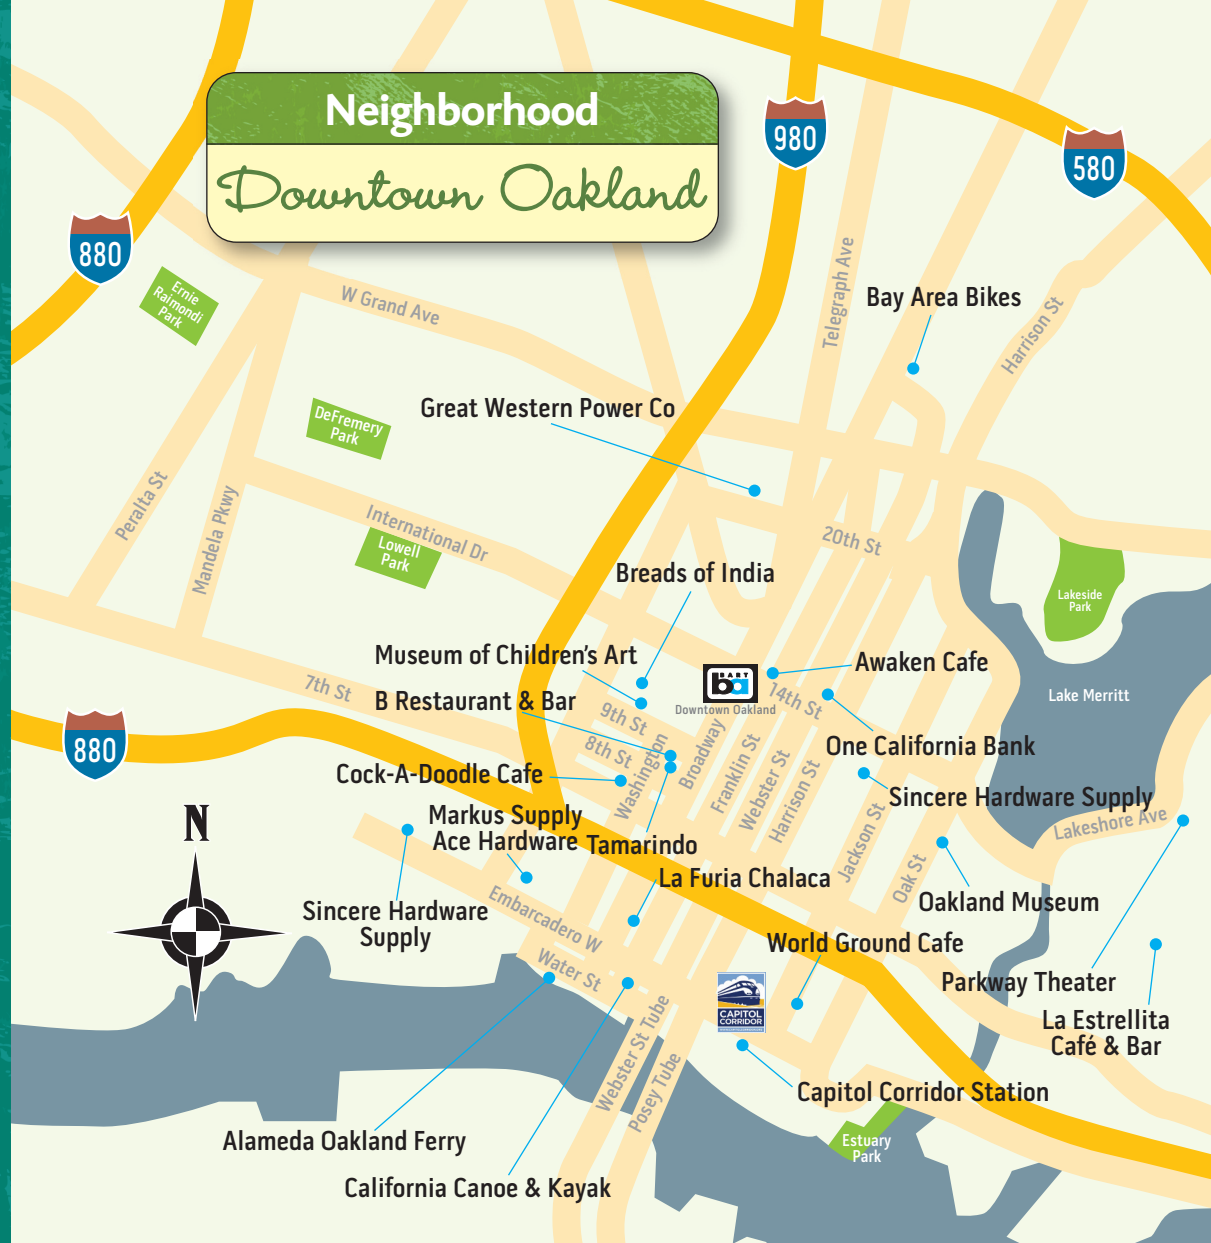 Neighborhood
Downtown Oakland
980
580
880
Ernie
Raimondi
Park
W Grand Ave
Telegraph Ave
Bay Area Bikes
Harrison St
DeFremery
Park
Great Western Power Co
Peralta St
Mandela Pkwy
International Dr
Lowell
Park
20th St
Breads of India
Lakeside
Park
Museum of Children's Art
BART
ba
Downtown Oakland
Awaken Cafe
14th St
Lake Merritt
7th St
B Restaurant & Bar
9th St
8th St
Washington
Broadway
Franklin St
Webster St
Harrison St
One California Bank
880
Cock-A-Doodle Cafe
Sincere Hardware Supply
Lakeshore Ave
N
Markus Supply
Ace Hardware
Tamarindo
Jackson St
Oak St
La Furia Chalaca
Oakland Museum
Sincere Hardware
Supply
Embarcadero W
Water St
World Ground Cafe
Parkway Theater
CAPITOL
CORRIDOR
La Estrellita
Café & Bar
Webster St Tube
Posey Tube
Capitol Corridor Station
Alameda Oakland Ferry
Estuary
Park
California Canoe & Kayak